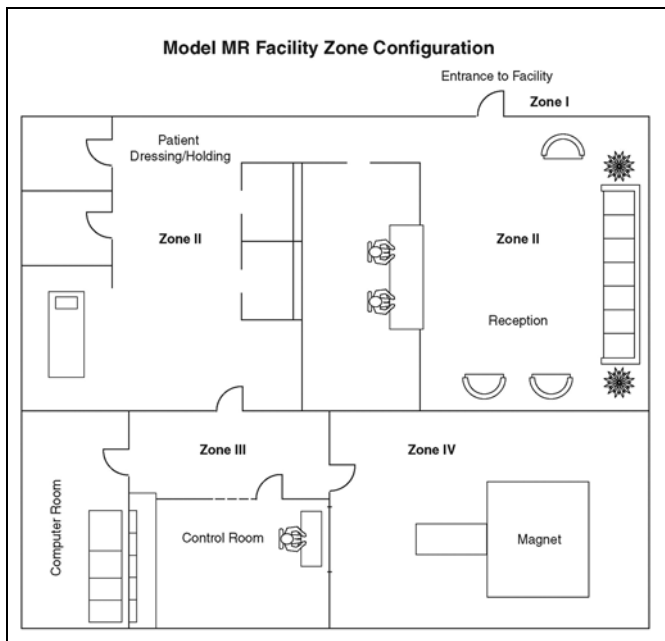 Model MR Facility Zone Configuration
Entrance to Facility
Zone I
Patient
Dressing/Holding
Zone II
Zone II
Reception
Zone III
Zone IV
Computer Room
Control Room
Magnet